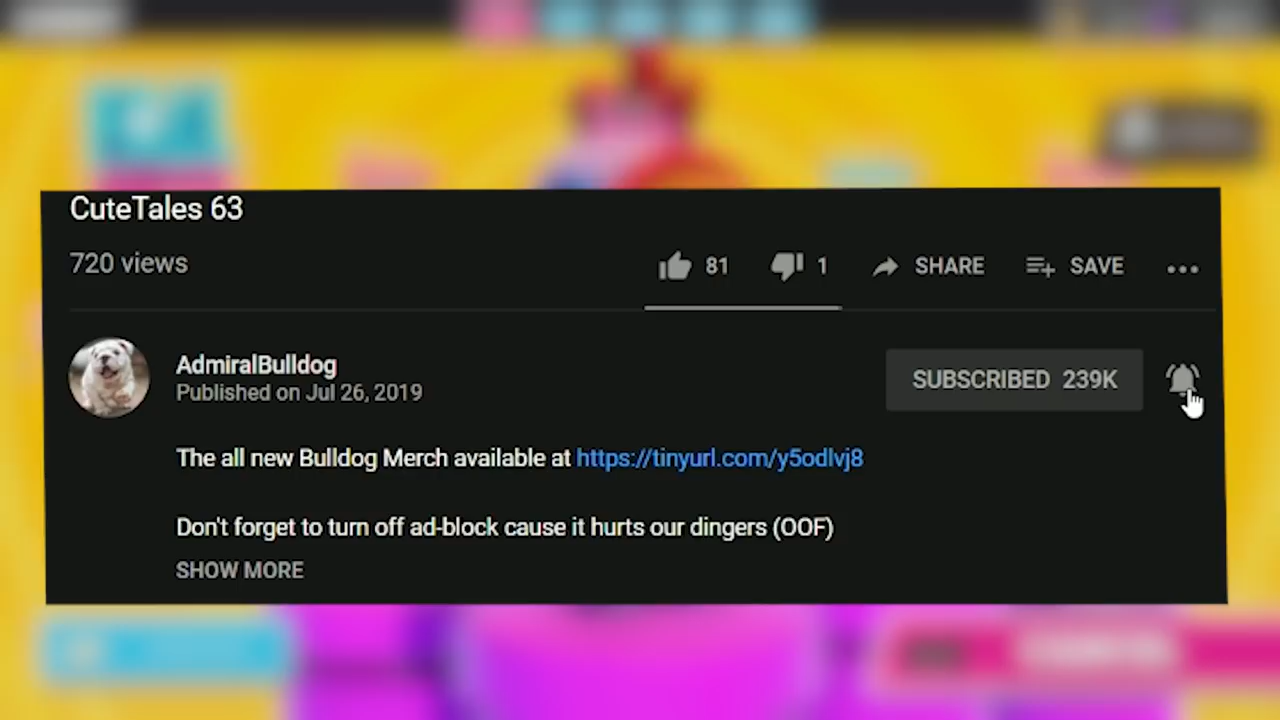 CuteTales 63
720 views
81
1
SHARE
SAVE
AdmiralBulldog
Published on Jul 26, 2019
SUBSCRIBED 239K
The all new Bulldog Merch available at https://tinyurl.com/y5odlvj8
Don't forget to turn off ad-block cause it hurts our dingers (OOF)
SHOW MORE